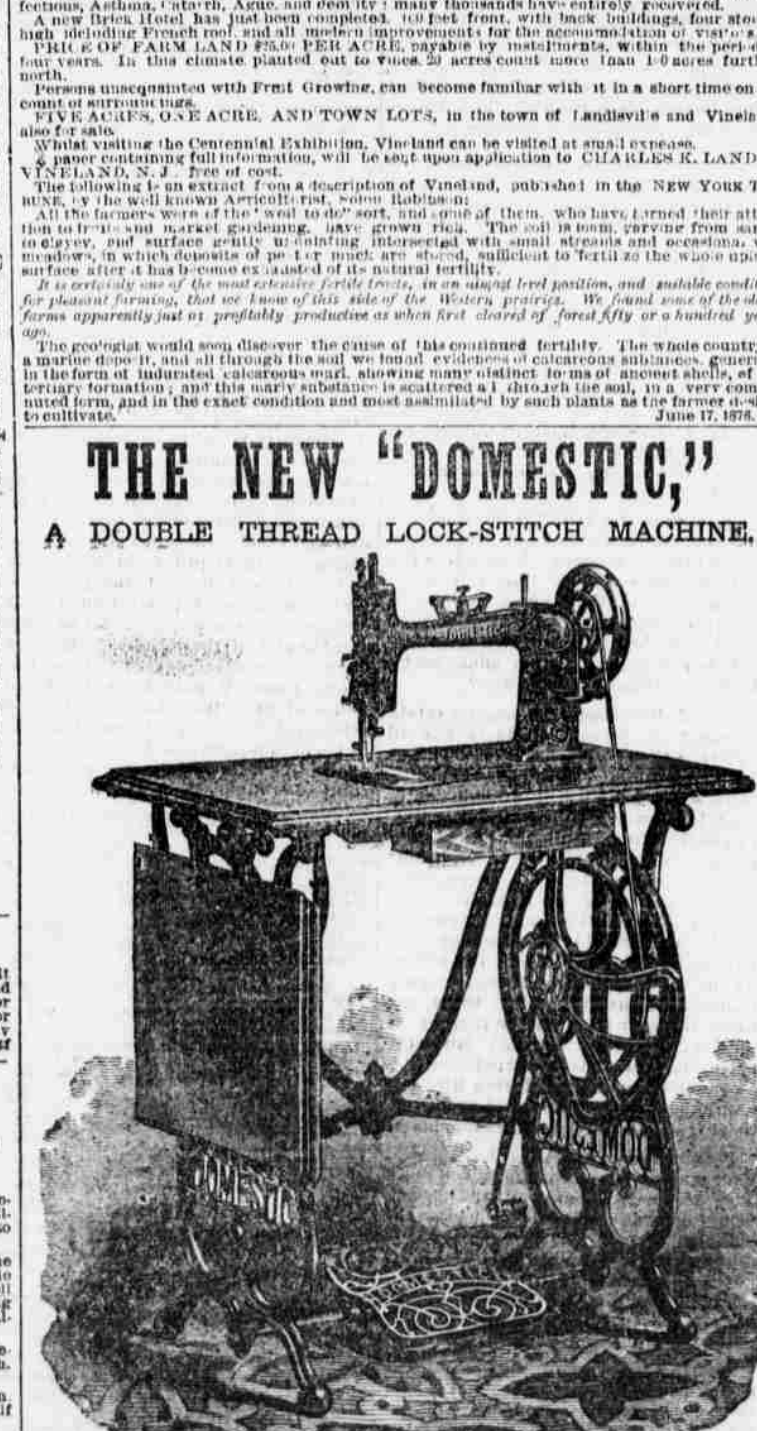 fections, Asthma, Catarrh, Ague, and debility; many thousands have entirely recovered.
A new Brick Hotel has just been completed, 100 feet front, with back buildings, four sto
high including French roof, and all modern improvements for the accommodation of visitors.
PRICE OF FARM LAND $25.00 PER ACRE, payable by instalments, within the per
four years. In this climate planted out to vines, 20 acres count more than 100 acres furt
north.
Persons unacquainted with Fruit Growing, can become familiar with it in a short time on
count of surroundings.
FIVE ACRES, ONE ACRE, AND TOWN LOTS, in the town of Landisville and Vinel
also for sale.
Whilst visiting the Centennial Exhibition, Vineland can be visited at small expense.
A paper containing full information, will be sent upon application to CHARLES K. LAND
VINELAND, N. J. free of cost.
The following is an extract from a description of Vineland, published in the NEW YORK T
BUNE, by the well known Agriculturist, Solon Robinson:
All the farmers were of the "well to do" sort, and some of them, who have turned their att
tion to fruits and market gardening, have grown rich. The soil is loam, varying from san
to clayey, and surface gently undulating intersected with small streams and occasional w
meadows, in which deposits of peat or muck are stored, sufficient to fertilize the whole upl
surface after it has become exhausted of its natural fertility.
It is certainly one of the most extensive fertile tracts, in an almost level position, and suitable condit
for pleasant farming, that we know of this side of the Western prairies. We found some of the ol
farms apparently just as profitably productive as when first cleared of forest fifty or a hundred ye
ago.
The geologist would soon discover the cause of this continued fertility. The whole country
a marine deposit, and all through the soil we found evidences of calcareous substances, gener
in the form of indurated calcareous marl, showing many distinct forms of ancient shells, of
tertiary formation; and this marly substance is scattered all through the soil, in a very com
nuted form, and in the exact condition and most assimilated by such plants as the farmer des
to cultivate. June 17, 1876.
THE NEW "DOMESTIC,"
A DOUBLE THREAD LOCK-STITCH MACHINE.
DOMESTIC
DOMESTIC
DOMESTIC